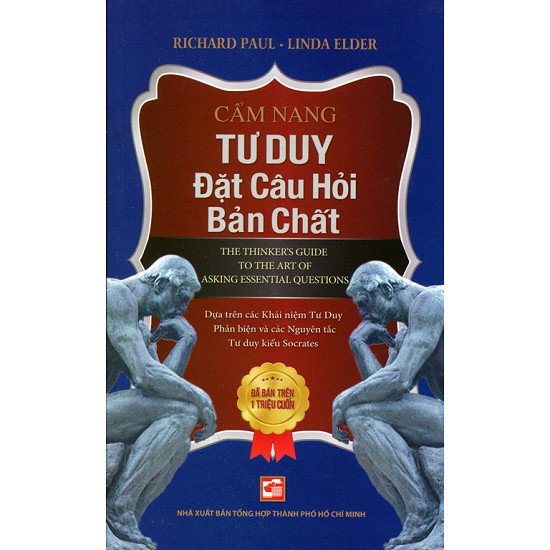 RICHARD PAUL - LINDA ELDER
CẨM NANG
TƯ DUY
Đặt Câu Hỏi
Bản Chất
THE THINKER'S GUIDE
TO THE ART OF
ASKING ESSENTIAL QUESTIONS
Dựa trên các Khái niệm Tư Duy
Phản biện và các Nguyên tắc
Tư duy kiểu Socrates
ĐÃ BÁN TRÊN
1 TRIỆU CUỐN
NHÀ XUẤT BẢN TỔNG HỢP THÀNH PHỐ HỒ CHÍ MINH